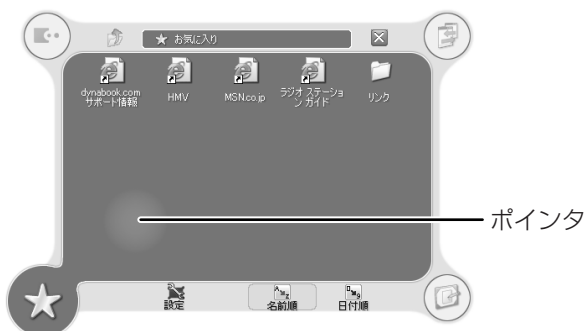 ★ お気に入り
dynabook.com
サポート情報
HMV
MSN.co.jp
ラジオ ステーショ
ン ガイド
リンク
ポインタ
設定
名前順
日付順